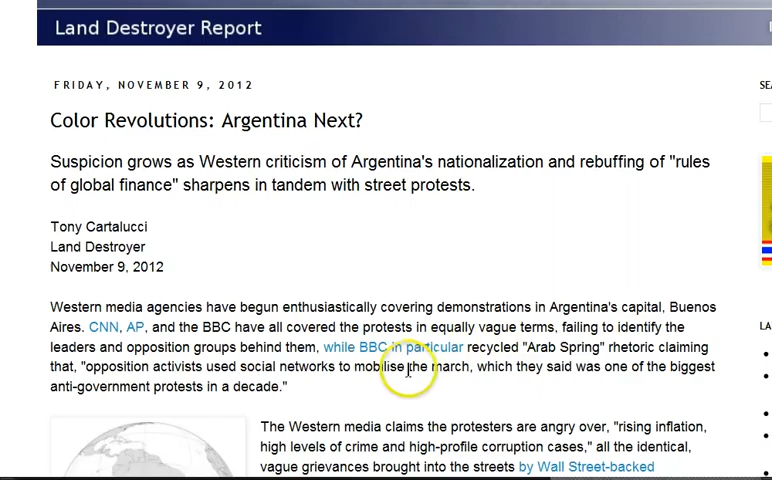 Land Destroyer Report
FRIDAY, NOVEMBER 9, 2012
SEA
Color Revolutions: Argentina Next?
Suspicion grows as Western criticism of Argentina's nationalization and rebuffing of "rules
of global finance" sharpens in tandem with street protests.
Tony Cartalucci
Land Destroyer
November 9, 2012
Western media agencies have begun enthusiastically covering demonstrations in Argentina's capital, Buenos
Aires. CNN, AP, and the BBC have all covered the protests in equally vague terms, failing to identify the
LA
leaders and opposition groups behind them, while BBC in particular recycled "Arab Spring" rhetoric claiming
that, "opposition activists used social networks to mobilise the march, which they said was one of the biggest
anti-government protests in a decade."
The Western media claims the protesters are angry over, "rising inflation,
high levels of crime and high-profile corruption cases," all the identical,
vague grievances brought into the streets by Wall Street-backed